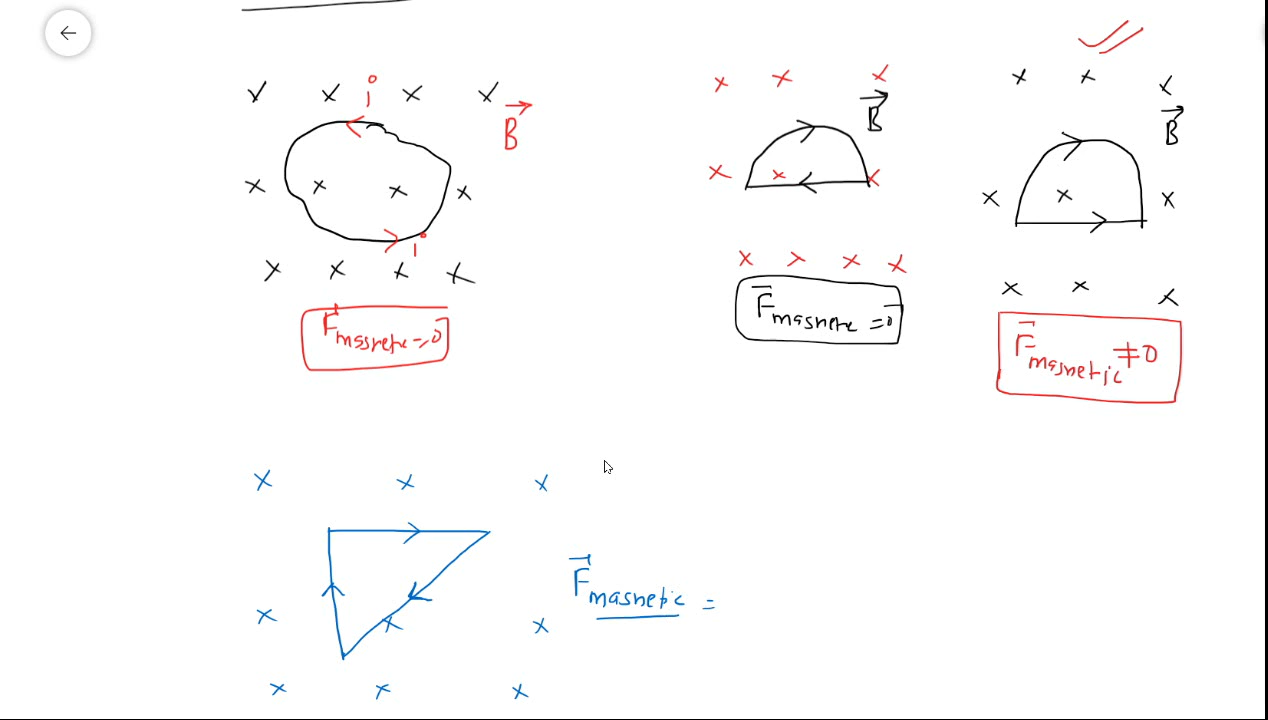 x x i x x
B⃗
x x x x
i
x x x x
F⃗magnetic = 0⃗
x x x
B⃗
x x x
x x x x
F⃗magnetic = 0⃗
x x x
B⃗
x x x
x x x
F⃗magnetic ≠ 0
x x x
F⃗magnetic =
x x x
x x x